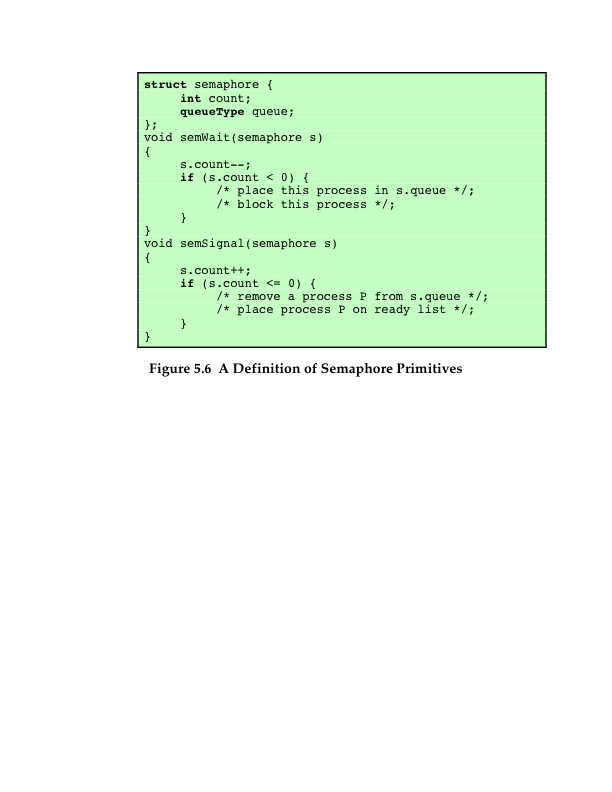 struct semaphore {
int count;
queueType queue;
};
void semWait(semaphore s)
{
s.count--;
if (s.count < 0) {
/* place this process in s.queue */;
/* block this process */;
}
}
void semSignal(semaphore s)
{
s.count++;
if (s.count <= 0) {
/* remove a process P from s.queue */;
/* place process P on ready list */;
}
}
Figure 5.6 A Definition of Semaphore Primitives